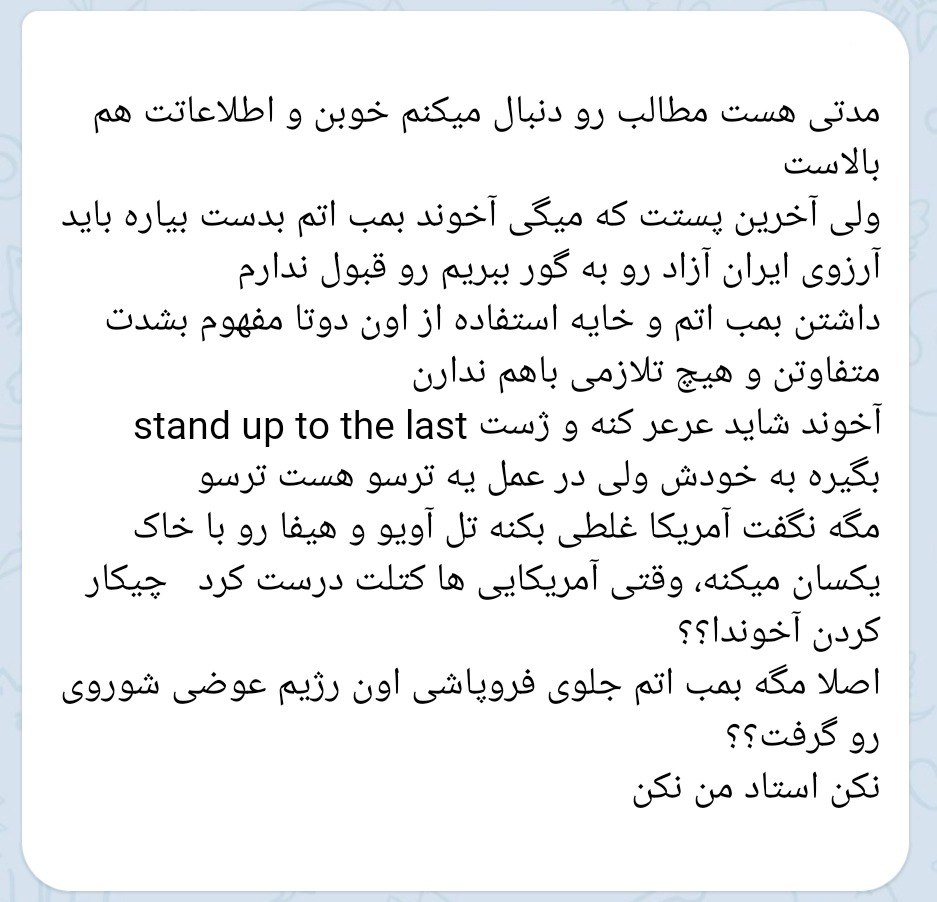 مدتی هست مطالب رو دنبال میکنم خوبن و اطلاعاتت هم
بالاست
ولی آخرین پستت که میگی آخوند بمب اتم بدست بیاره باید
آرزوی ایران آزاد رو به گور ببریم رو قبول ندارم
داشتن بمب اتم و خایه استفاده از اون دوتا مفهوم بشدت
متفاوتن و هیچ تلازمی باهم ندارن
آخوند شاید عرعر کنه و ژست stand up to the last
بگیره به خودش ولی در عمل یه ترسو هست ترسو
مگه نگفت آمریکا غلطی بکنه تل آویو و هیفا رو با خاک
یکسان میکنه، وقتی آمریکایی ها کتلت درست کرد چیکار
کردن آخوندا؟؟
اصلا مگه بمب اتم جلوی فروپاشی اون رژیم عوضی شوروی
رو گرفت؟؟
نکن استاد من نکن